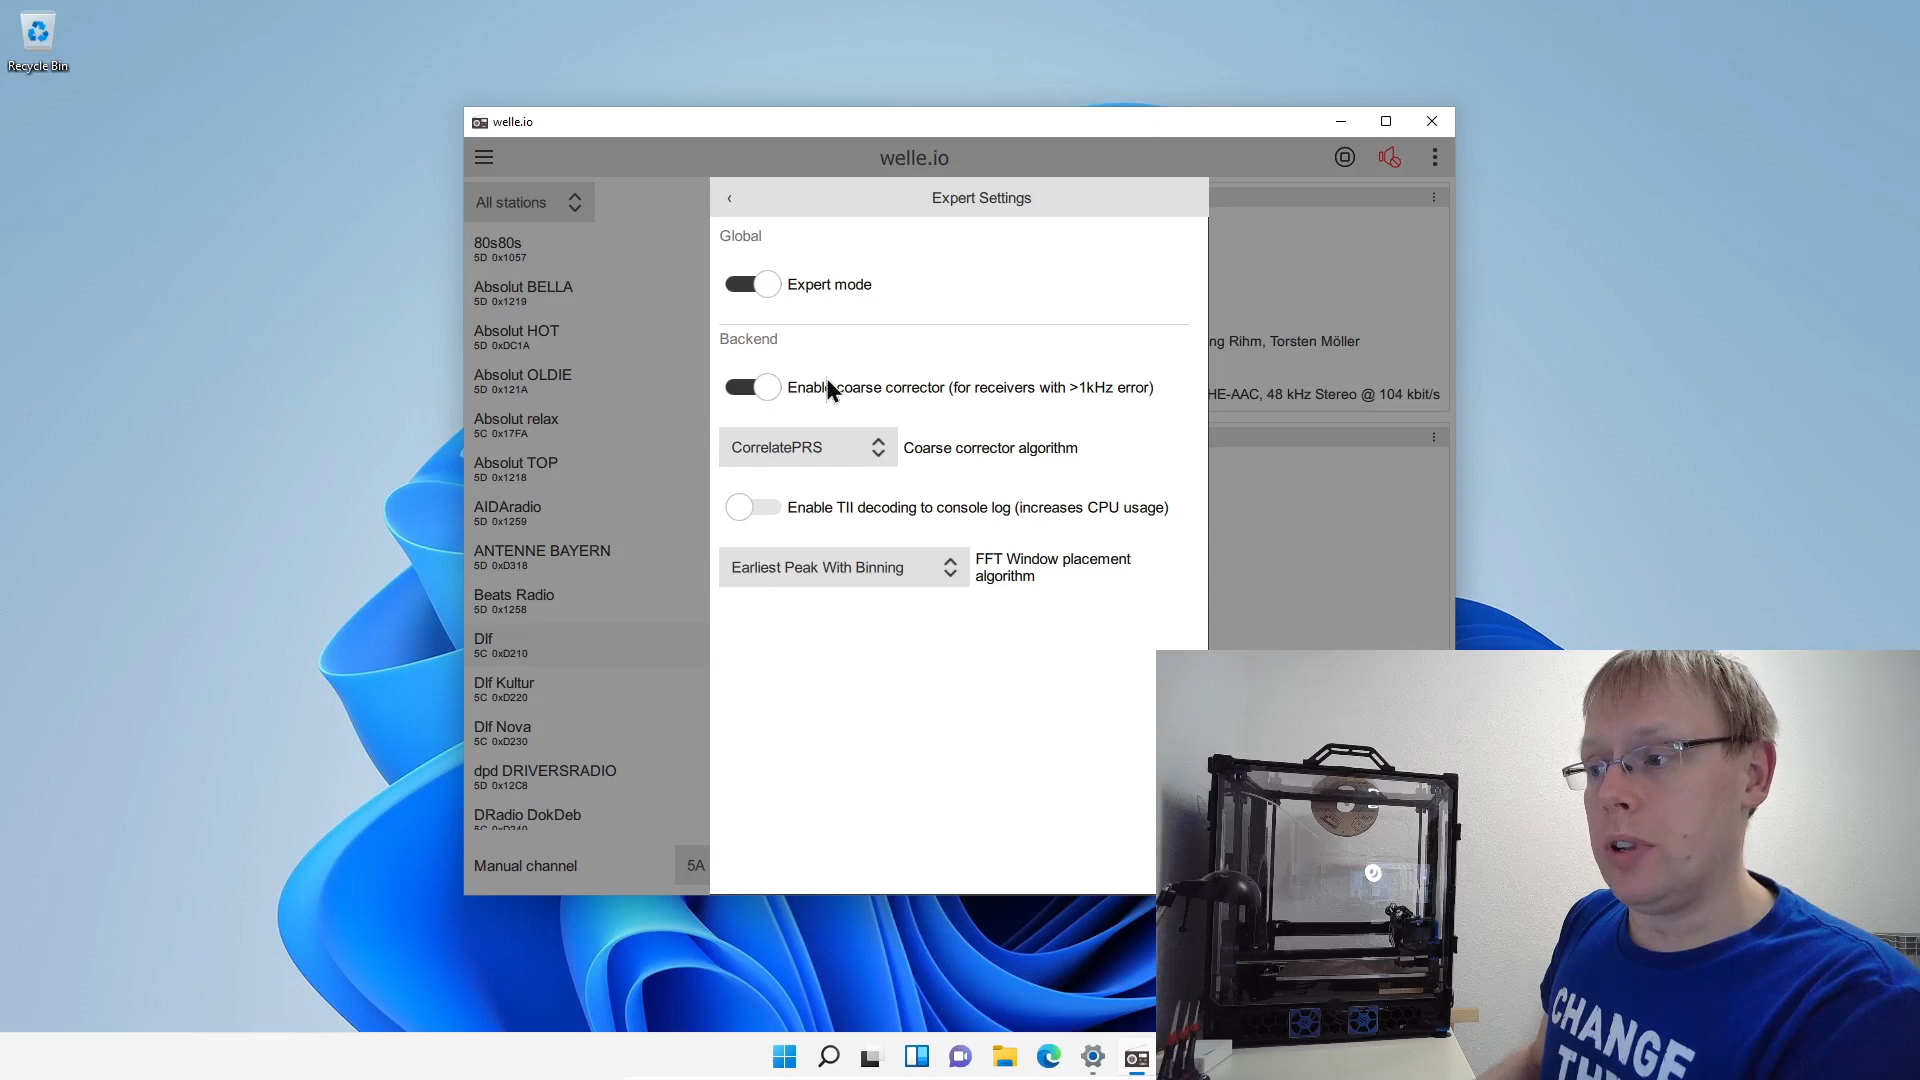 Recycle Bin
welle.io
welle.io
All stations
‹
Expert Settings
80s80s
5D 0x1057
Absolut BELLA
5D 0x1219
Absolut HOT
5D 0xDC1A
Absolut OLDIE
5D 0x121A
Absolut relax
5C 0x17FA
Absolut TOP
5D 0x1218
AIDAradio
5D 0x1259
ANTENNE BAYERN
5D 0xD318
Beats Radio
5D 0x1258
Dlf
5C 0xD210
Dlf Kultur
5C 0xD220
Dlf Nova
5C 0xD230
dpd DRIVERSRADIO
5D 0x12C8
DRadio DokDeb
5C 0xD240
Manual channel
5A
Global
Expert mode
Backend
Enable coarse corrector (for receivers with >1kHz error)
CorrelatePRS
Coarse corrector algorithm
Enable TII decoding to console log (increases CPU usage)
Earliest Peak With Binning
FFT Window placement
algorithm
ng Rihm, Torsten Möller
HE-AAC, 48 kHz Stereo @ 104 kbit/s
CHANGE